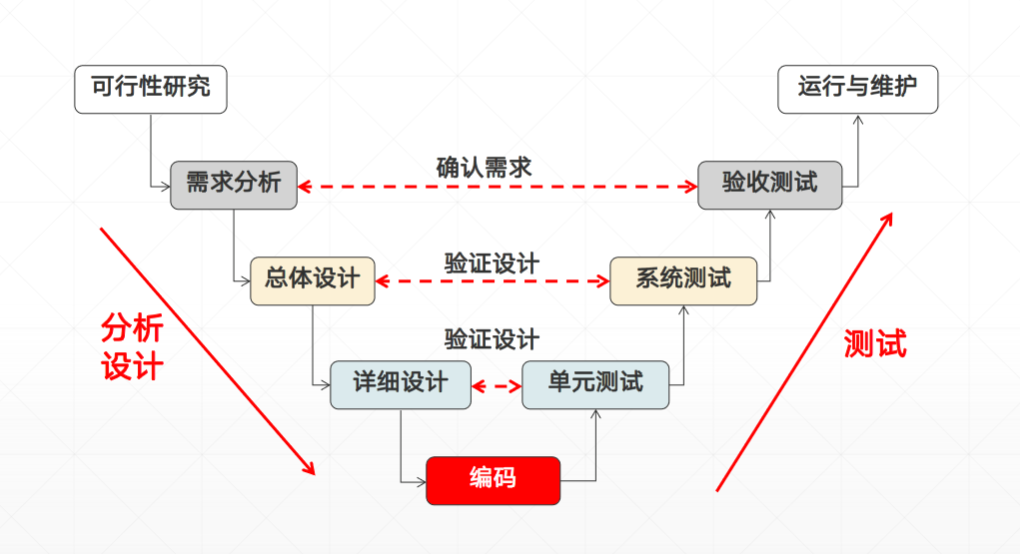 可行性研究
运行与维护
确认需求
需求分析
验收测试
验证设计
总体设计
系统测试
分析
设计
验证设计
测试
详细设计
单元测试
编码